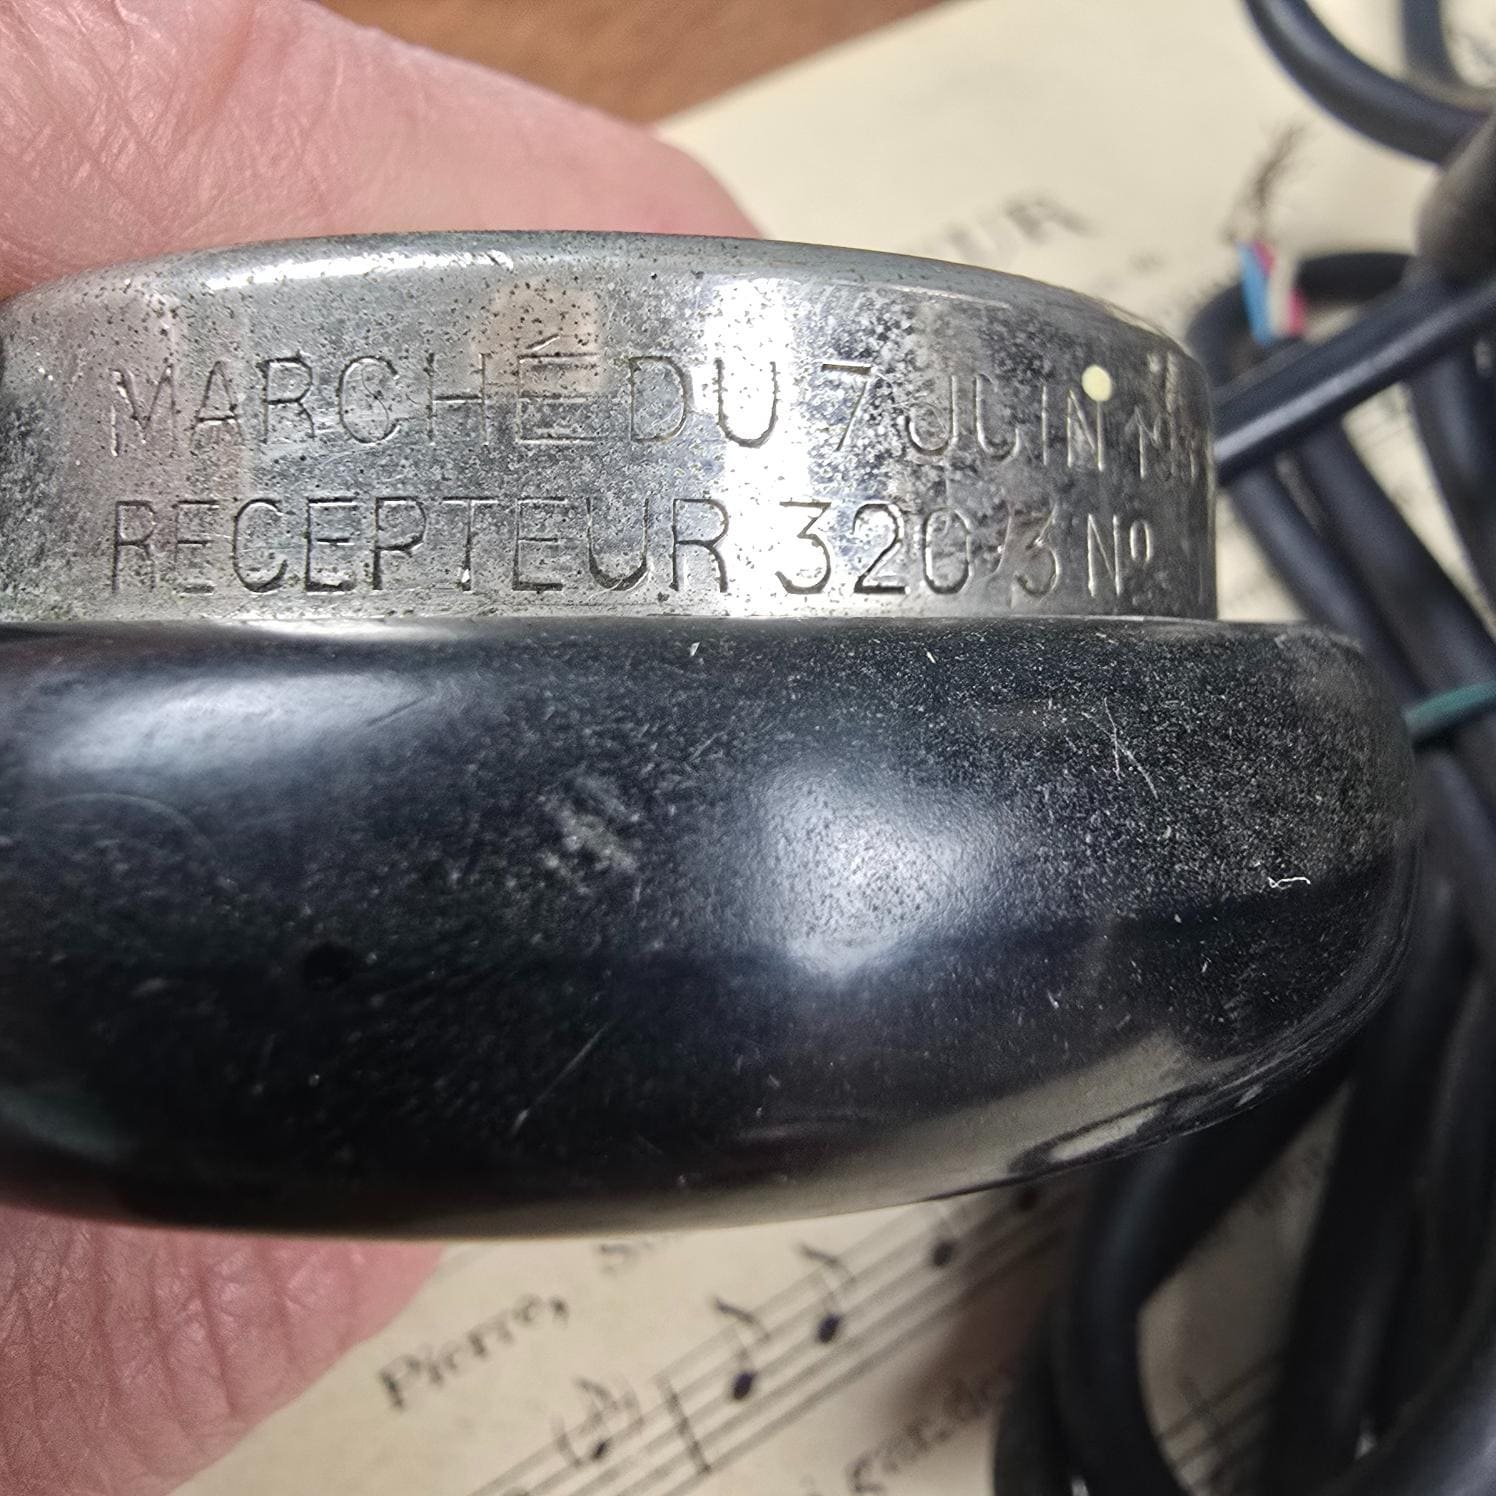 MARCHÉ DU 7 JUIN
RECEPTEUR 320/3 Nº
Pierre,